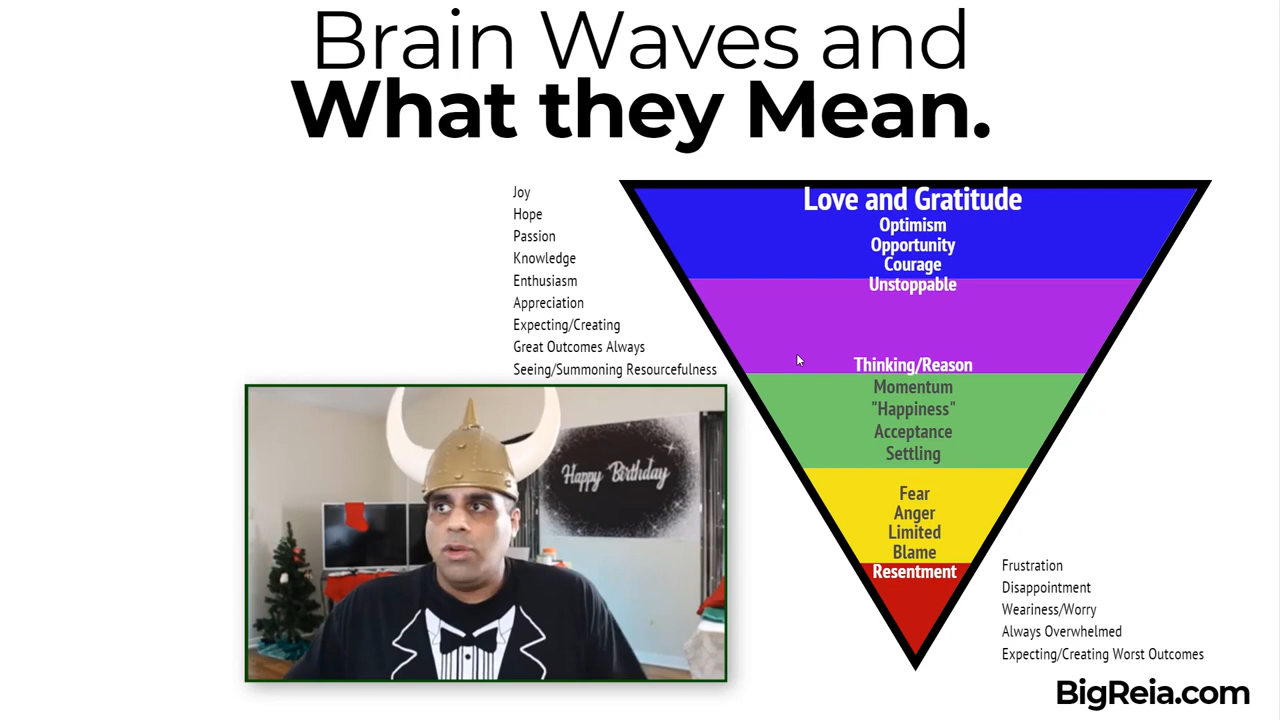 Brain Waves and
What they Mean.
Joy
Hope
Passion
Knowledge
Enthusiasm
Appreciation
Expecting/Creating
Great Outcomes Always
Seeing/Summoning Resourcefulness
Love and Gratitude
Optimism
Opportunity
Courage
Unstoppable
Thinking/Reason
Momentum
"Happiness"
Acceptance
Settling
Fear
Anger
Limited
Blame
Resentment
Frustration
Disappointment
Weariness/Worry
Always Overwhelmed
Expecting/Creating Worst Outcomes
Happy Birthday
BigReia.com